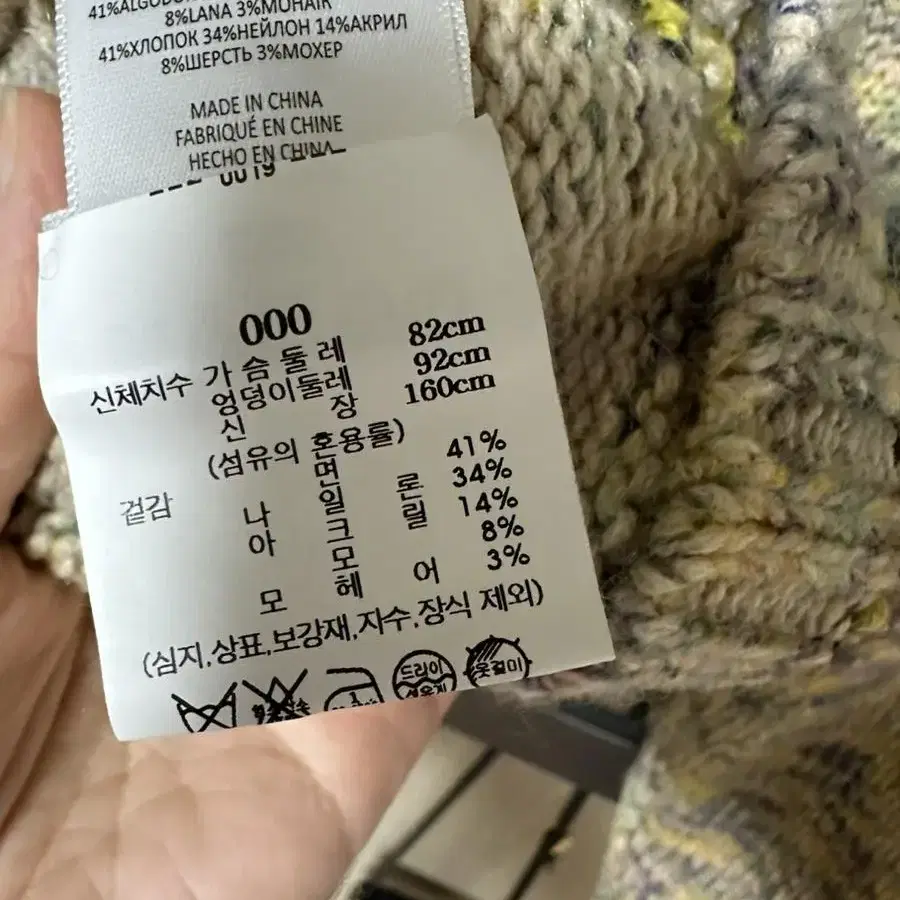 8%LANA 3%MOHAIR
41%ХЛОПОК 34%НЕЙЛОН 14%АКРИЛ
8%ШЕРСТЬ 3%МОХЕР
MADE IN CHINA
FABRIQUÉ EN CHINE
HECHO EN CHINA
0019
000
신체치수 가슴둘레 82cm
엉덩이둘레 92cm
신 장 160cm
(섬유의 혼용률)
겉감 면 41%
나일론 34%
아크릴 14%
모 8%
모헤어 3%
(심지,상표,보강재,자수,장식 제외)
드라이
옷걸이